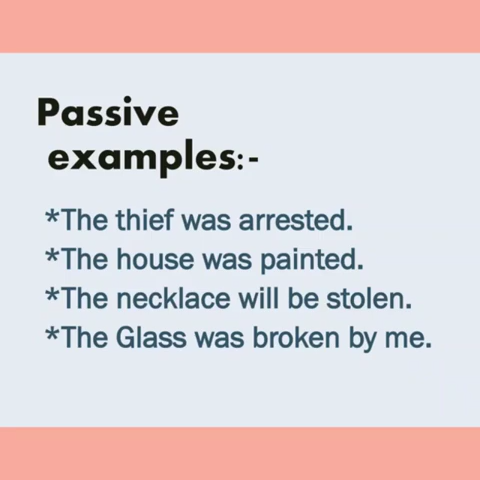 Passive
examples:-
*The thief was arrested.
*The house was painted.
*The necklace will be stolen.
*The Glass was broken by me.